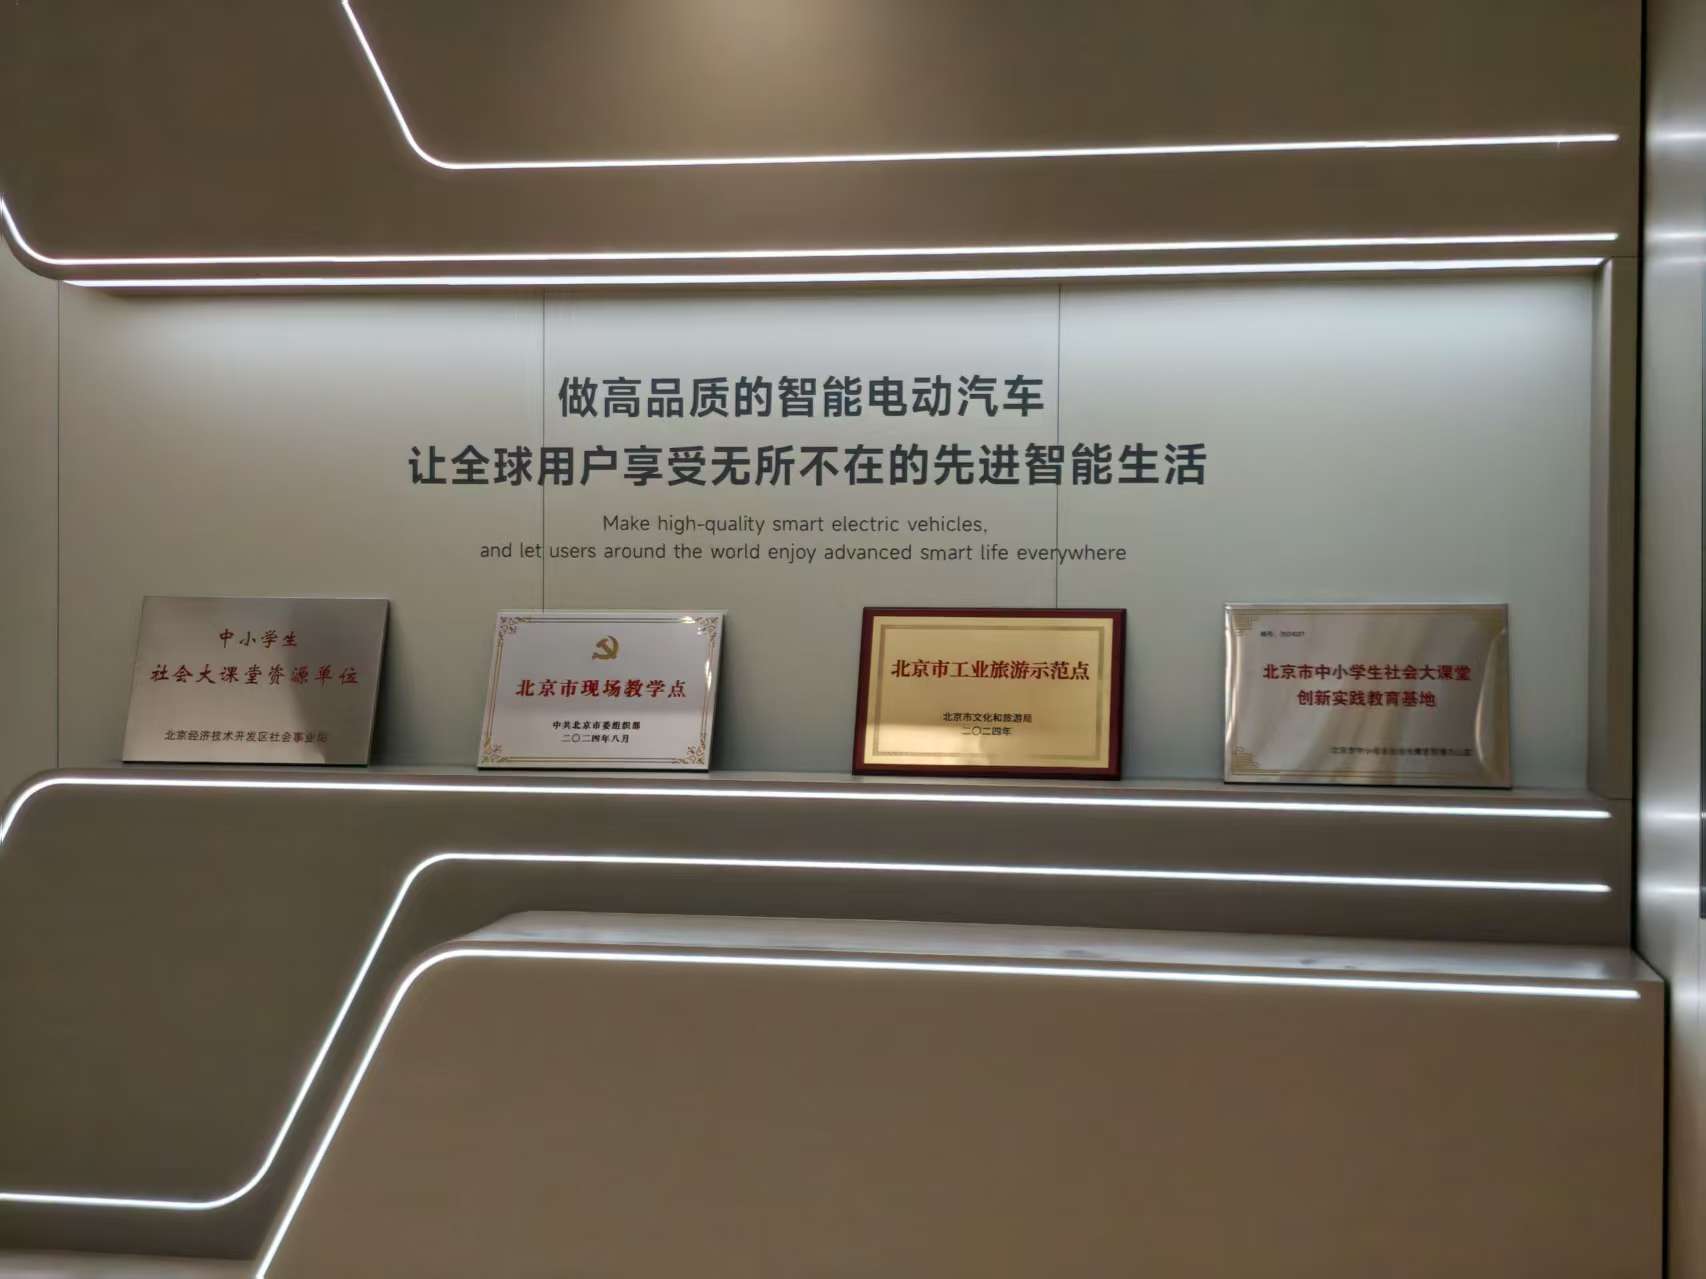 做高品质的智能电动汽车
让全球用户享受无所不在的先进智能生活
Make high-quality smart electric vehicles,
and let users around the world enjoy advanced smart life everywhere
中小学生
社会大课堂资源单位
北京经济技术开发区社会事业局
北京市现场教学点
中共北京市委组织部
二〇二四年八月
北京市工业旅游示范点
北京市文化和旅游局
二〇二四年
编号：
北京市中小学生社会大课堂
创新实践教育基地